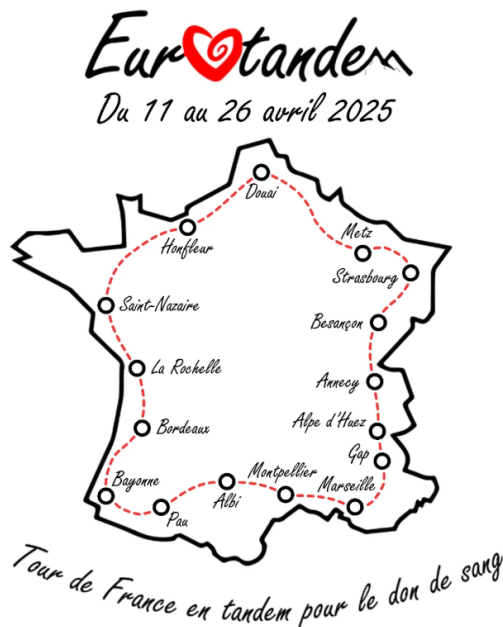 Eurotandem
Du 11 au 26 avril 2025
Douai
Metz
Honfleur
Strasbourg
Saint-Nazaire
Besançon
La Rochelle
Annecy
Alpe d'Huez
Bordeaux
Gap
Montpellier
Bayonne
Marseille
Albi
Pau
Tour de France en tandem pour le don de sang